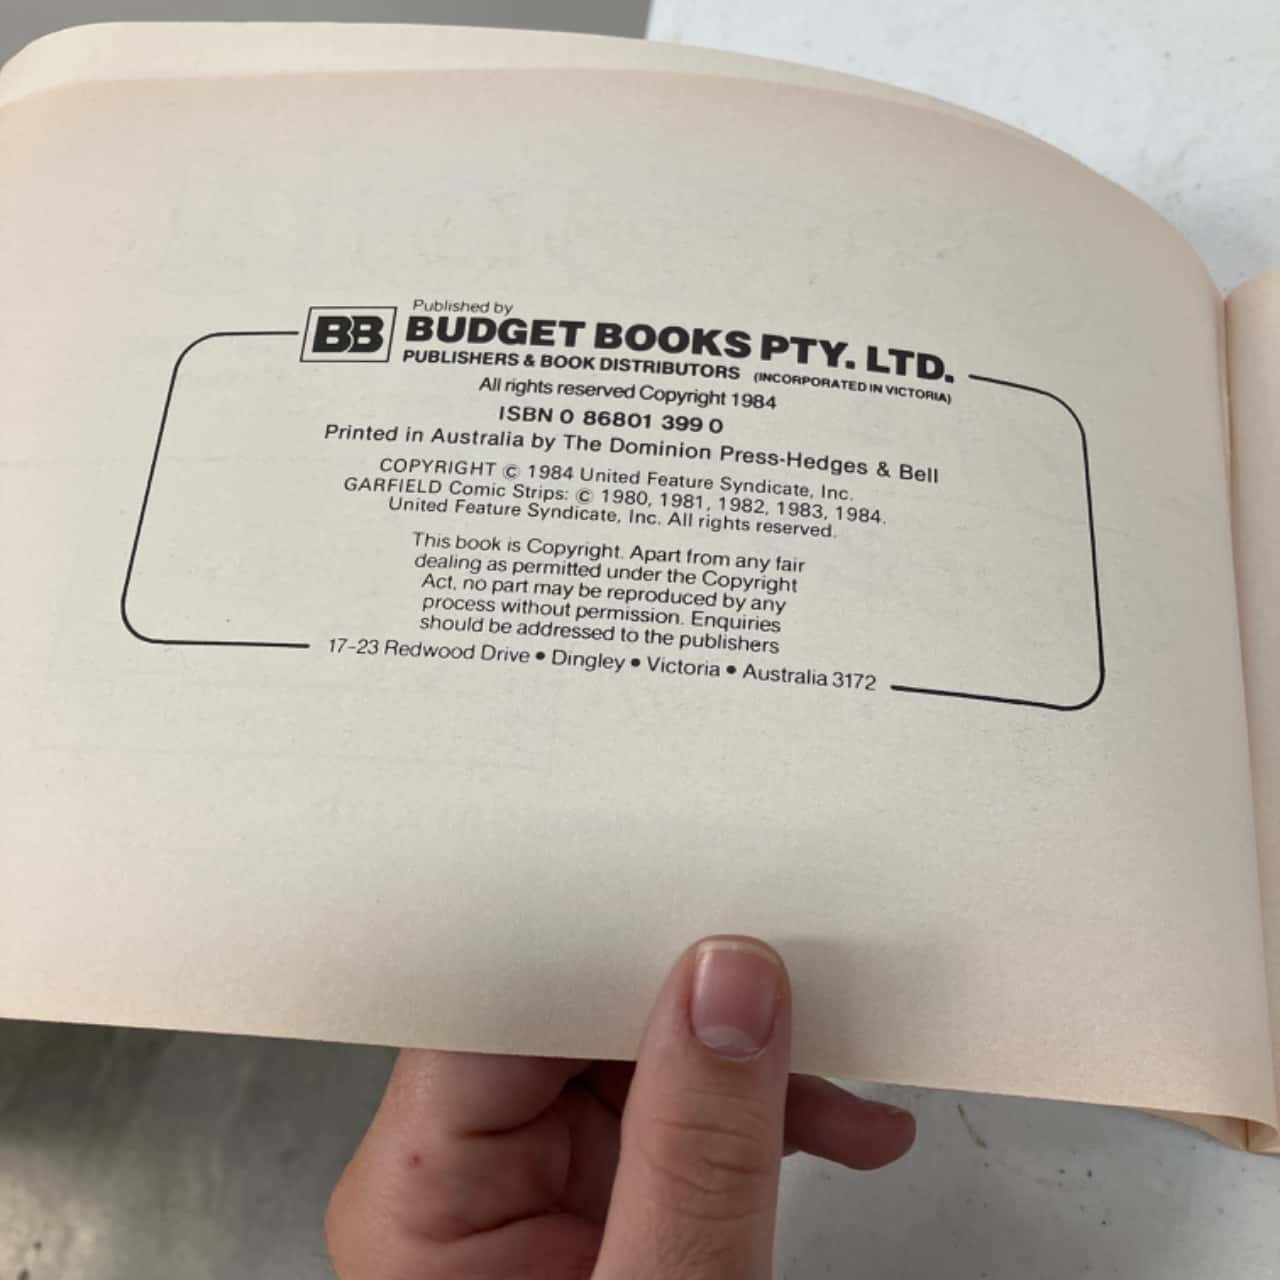 BB
Published by
BUDGET BOOKS PTY. LTD.
PUBLISHERS & BOOK DISTRIBUTORS (INCORPORATED IN VICTORIA)
All rights reserved Copyright 1984
ISBN 0 86801 399 0
Printed in Australia by The Dominion Press-Hedges & Bell
COPYRIGHT © 1984 United Feature Syndicate, Inc.
GARFIELD Comic Strips: © 1980, 1981, 1982, 1983, 1984.
United Feature Syndicate, Inc. All rights reserved.
This book is Copyright. Apart from any fair
dealing as permitted under the Copyright
Act, no part may be reproduced by any
process without permission. Enquiries
should be addressed to the publishers
17-23 Redwood Drive • Dingley • Victoria • Australia 3172